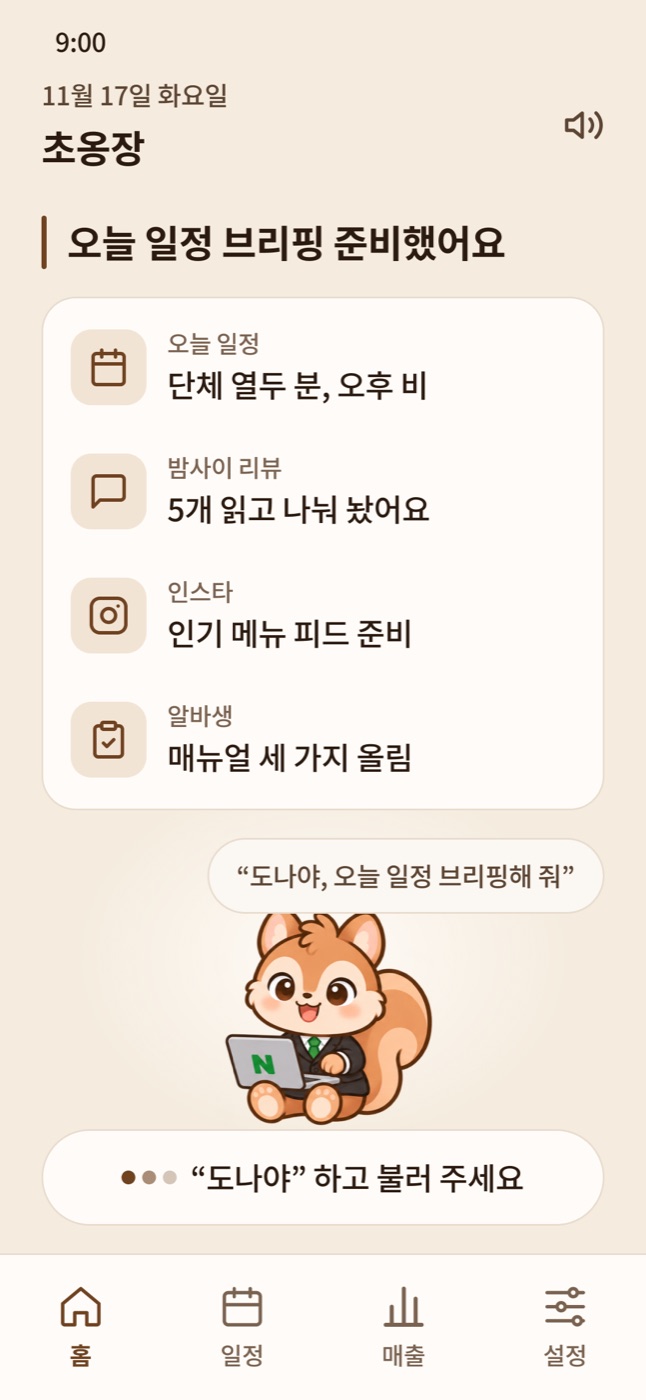 9:00
11월 17일 화요일
초옹장
오늘 일정 브리핑 준비했어요
오늘 일정
단체 열두 분, 오후 비
밤사이 리뷰
5개 읽고 나눠 놨어요
인스타
인기 메뉴 피드 준비
알바생
매뉴얼 세 가지 올림
“도나야, 오늘 일정 브리핑해 줘”
N
“도나야” 하고 불러 주세요
홈
일정
매출
설정